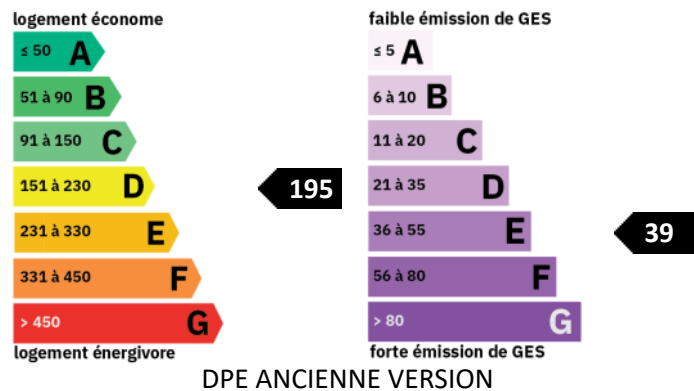 logement économe
≤ 50 A
51 à 90 B
91 à 150 C
151 à 230 D
195
231 à 330 E
331 à 450 F
> 450 G
logement énergivore
faible émission de GES
≤ 5 A
6 à 10 B
11 à 20 C
21 à 35 D
36 à 55 E
39
56 à 80 F
> 80 G
forte émission de GES
DPE ANCIENNE VERSION